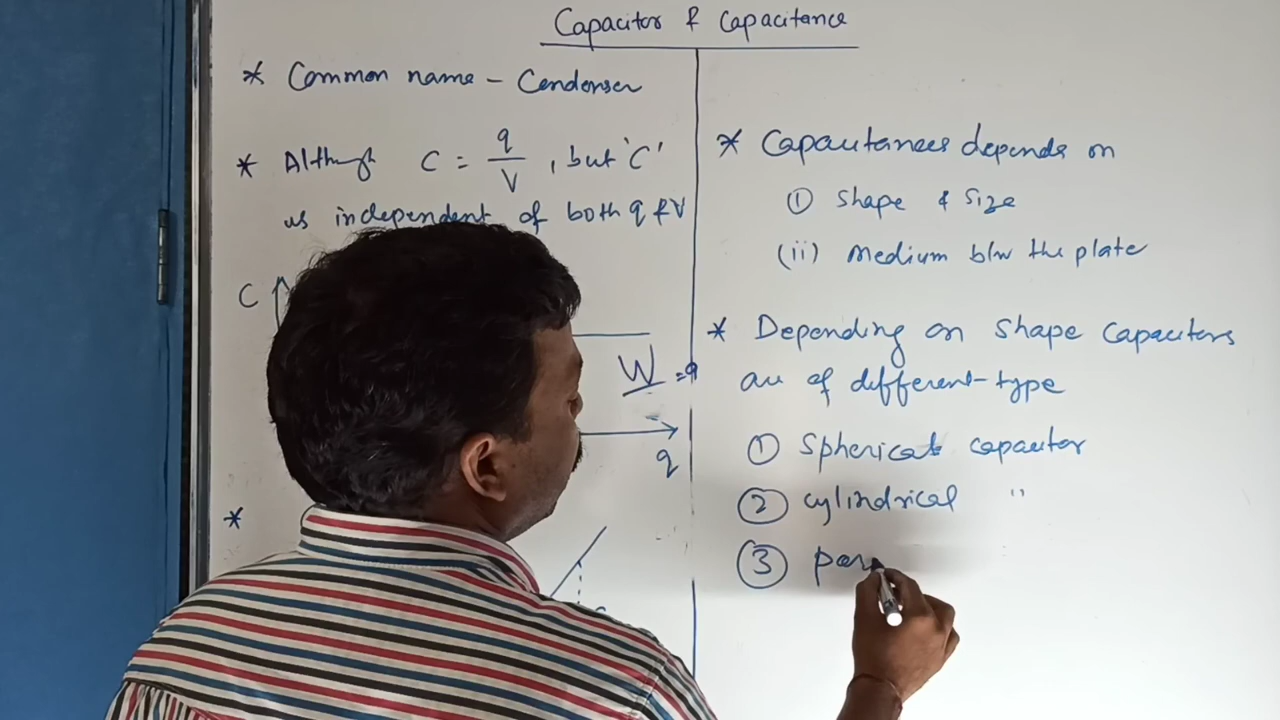 Capacitor & Capacitance
* Common name - Condenser
* Although C = q/V, but 'C'
is independent of both q & V
C
W = q
q
*
* Capacitances depends on
① Shape & Size
(ii) Medium b/w the plate
* Depending on Shape Capacitors
are of different-type
① Spherical capacitor
② cylindrical "
③ par